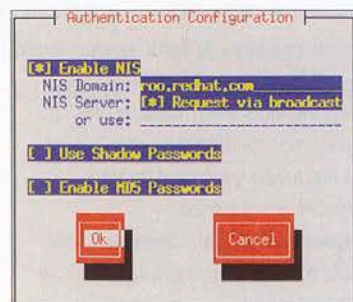 Authentication Configuration
[*] Enable NIS
NIS Domain: roo.redhat.com
NIS Server: [*] Request via broadcast
or use:
[ ] Use Shadow Passwords
[ ] Enable MD5 Passwords
Ok Cancel